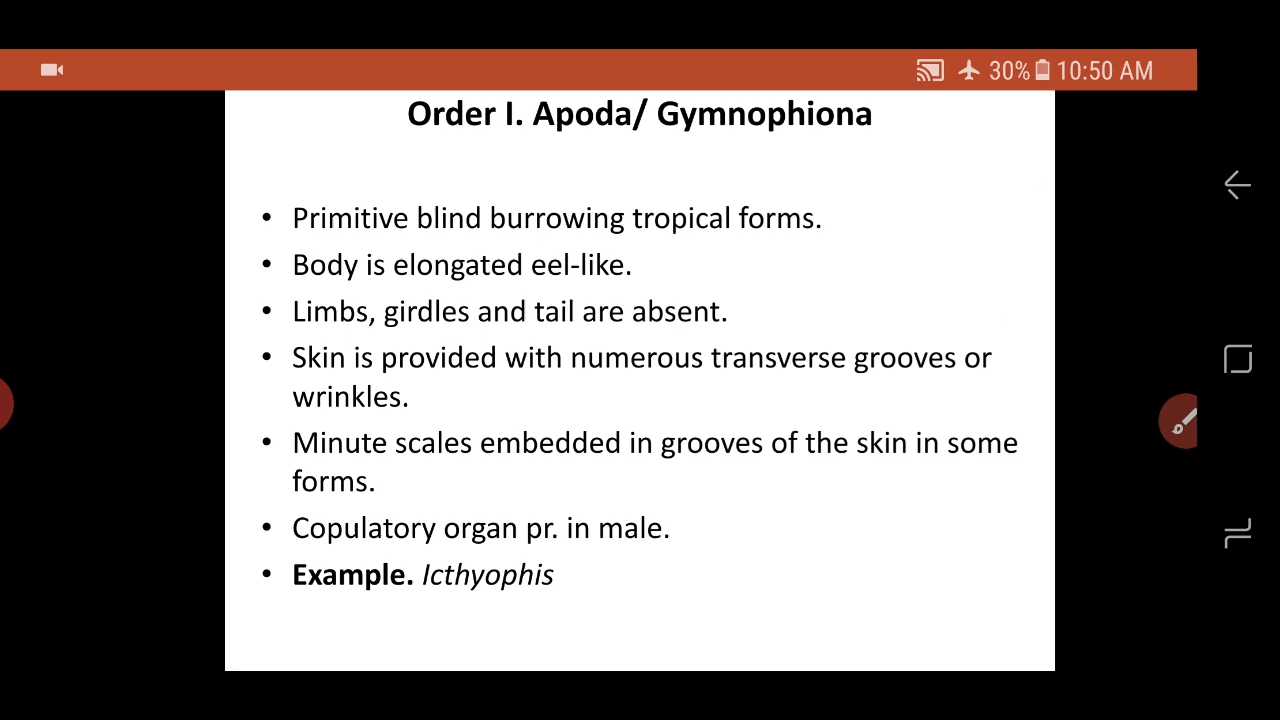 30% 10:50 AM
Order I. Apoda/ Gymnophiona
• Primitive blind burrowing tropical forms.
• Body is elongated eel-like.
• Limbs, girdles and tail are absent.
• Skin is provided with numerous transverse grooves or
wrinkles.
• Minute scales embedded in grooves of the skin in some
forms.
• Copulatory organ pr. in male.
• Example. Icthyophis